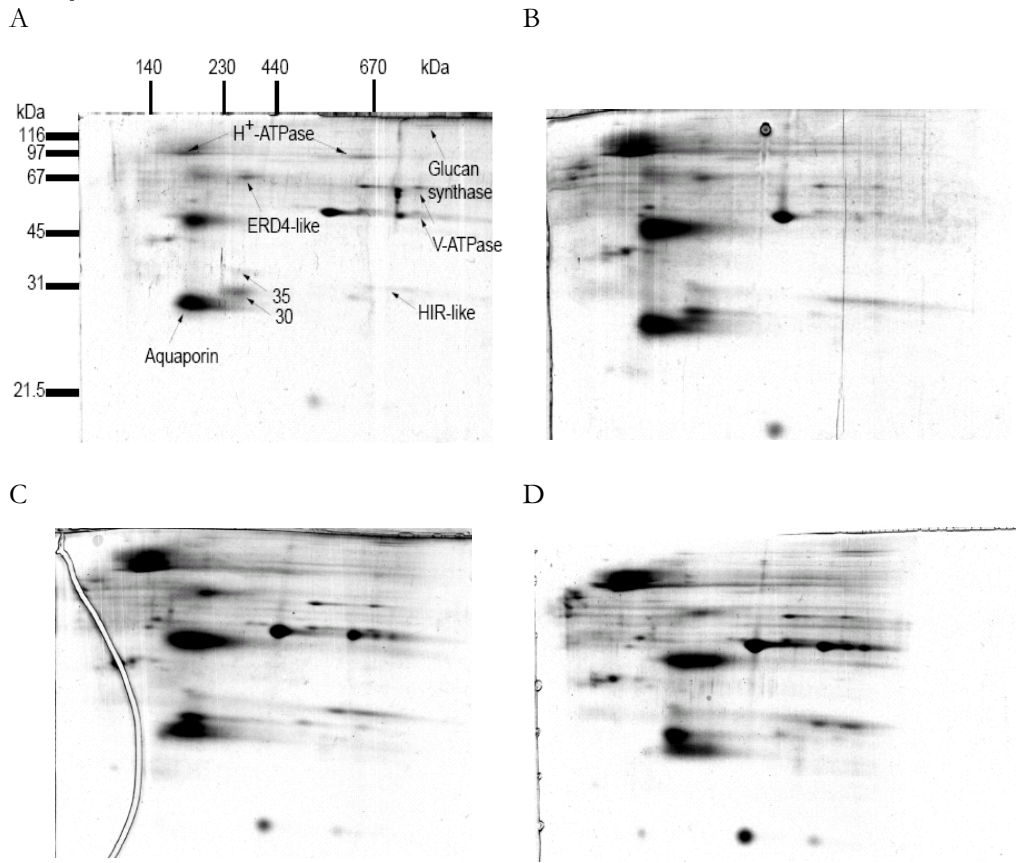 A
B
140 230 440 670 kDa
kDa
116
97
67
45
31
21.5
H+-ATPase
Glucan
synthase
ERD4-like
V-ATPase
35
30
HIR-like
Aquaporin
C
D